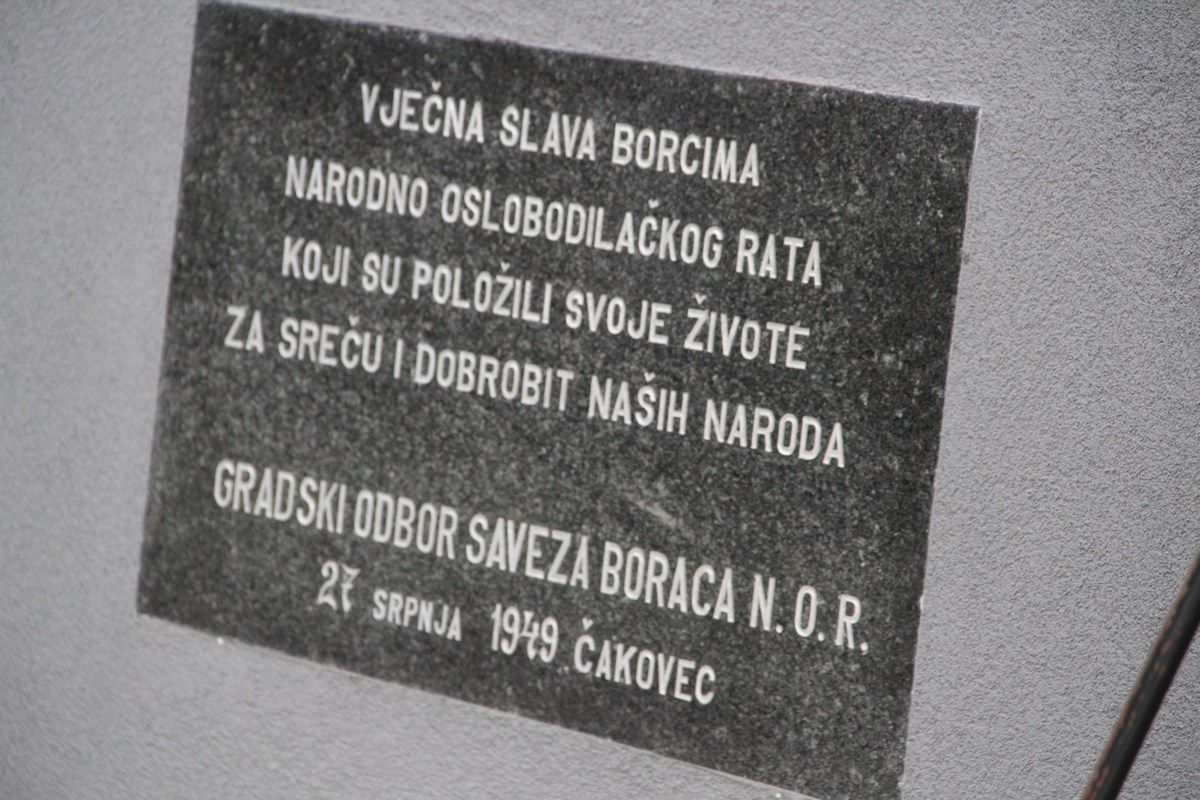 VJEČNA SLAVA BORCIMA
NARODNO OSLOBODILAČKOG RATA
KOJI SU POLOŽILI SVOJE ŽIVOTE
ZA SREČU I DOBROBIT NAŠIH NARODA
GRADSKI ODBOR SAVEZA BORACA N.O.R.
27 SRPNJA 1949 ČAKOVEC